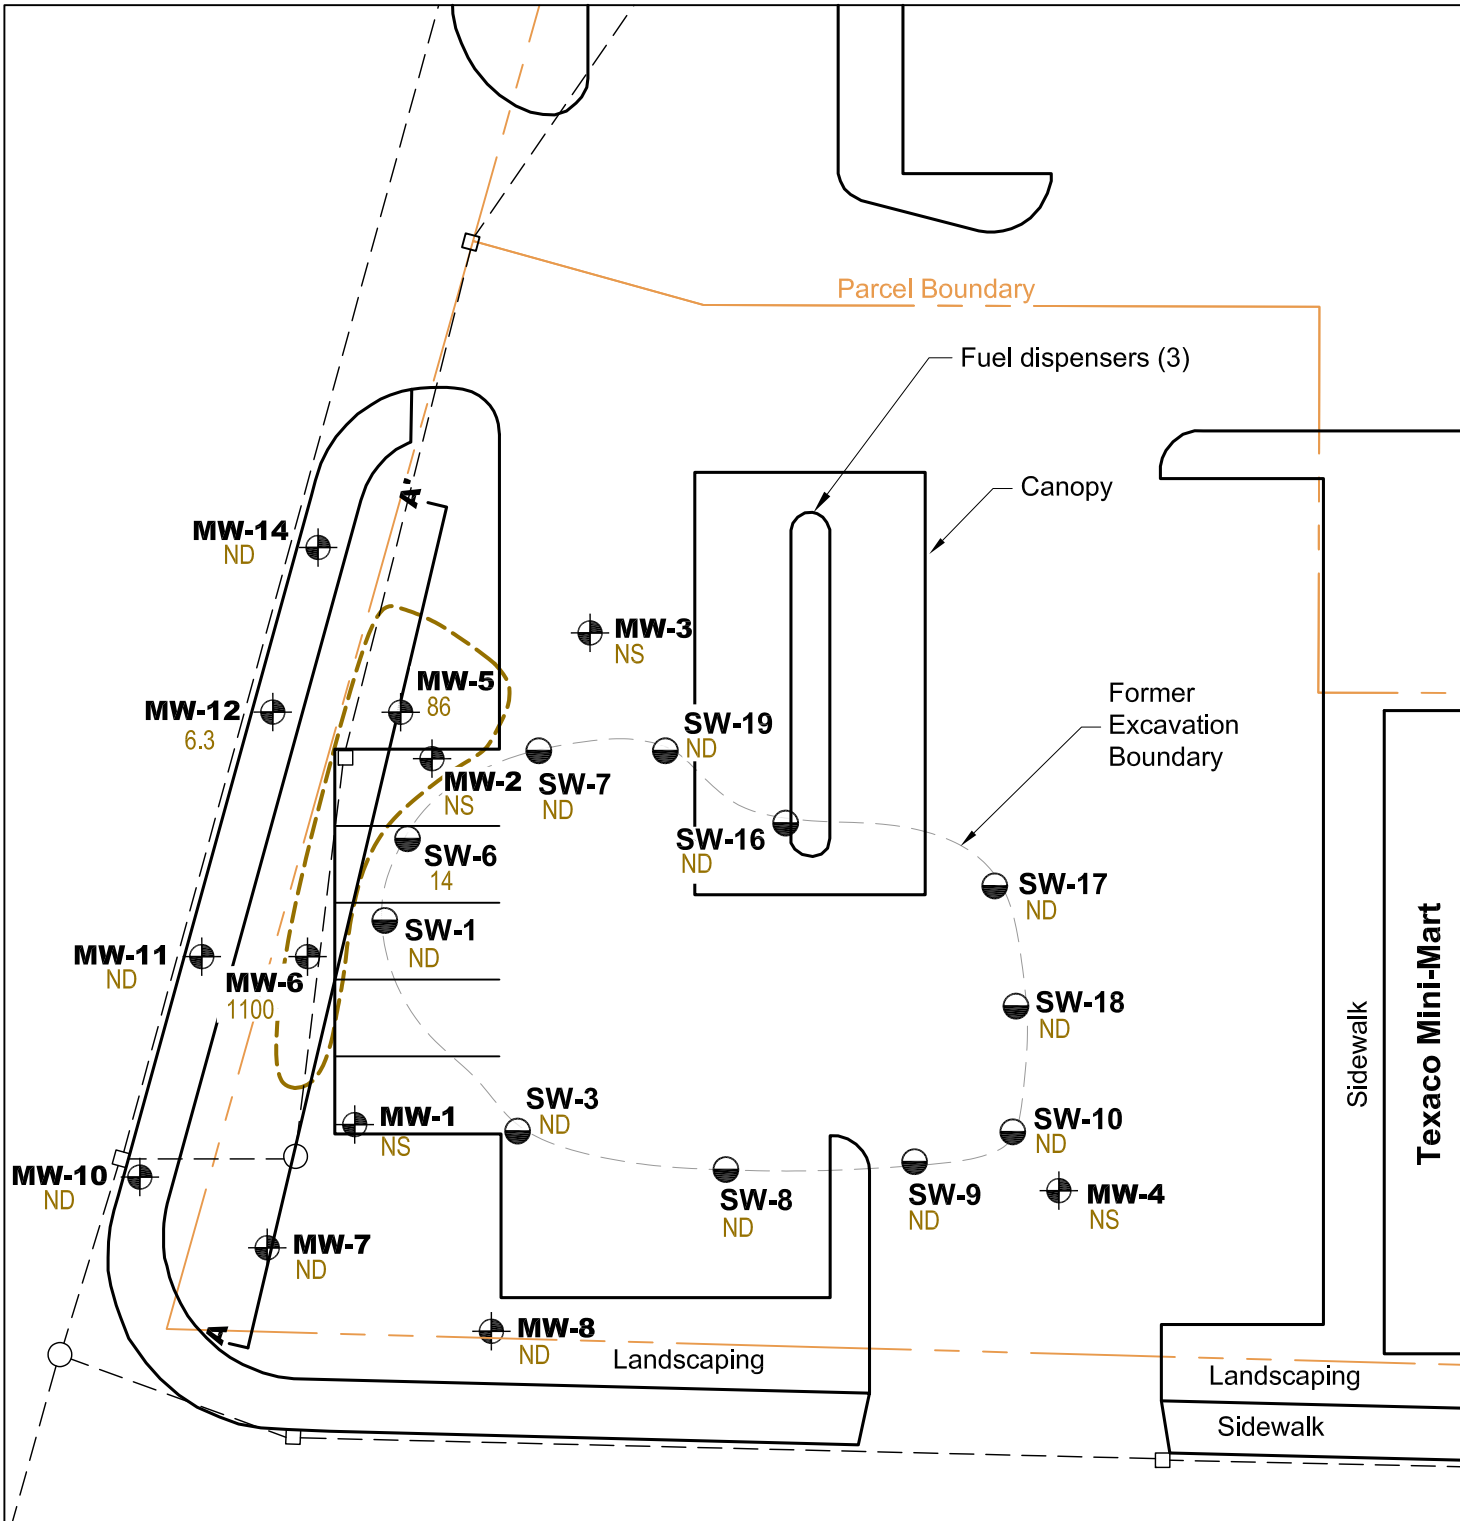 Parcel Boundary
Fuel dispensers (3)
Canopy
A'
MW-14
ND
MW-3
NS
MW-5
86
MW-12
6.3
Former
Excavation
Boundary
SW-19
ND
MW-2
NS
SW-7
ND
SW-16
ND
SW-6
14
SW-17
ND
SW-1
ND
MW-11
ND
MW-6
1100
SW-18
ND
Sidewalk
Texaco Mini-Mart
SW-3
ND
MW-1
NS
SW-10
ND
MW-10
ND
SW-8
ND
SW-9
ND
MW-4
NS
MW-7
ND
A
MW-8
ND
Landscaping
Landscaping
Sidewalk